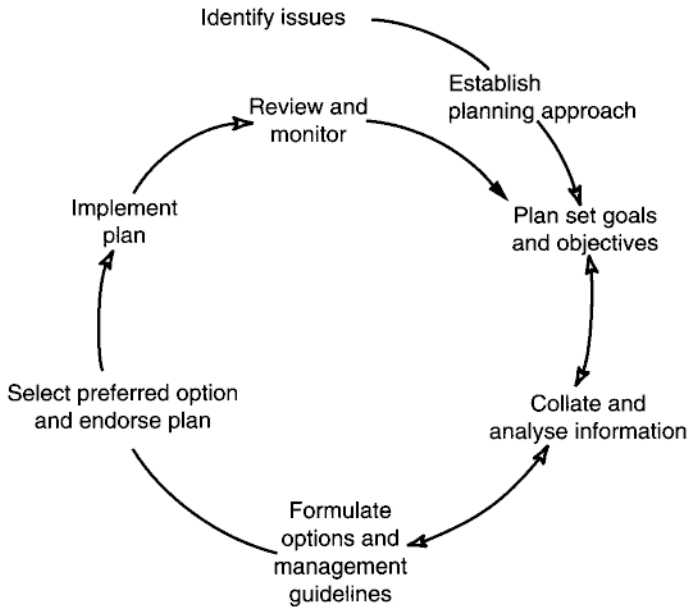 Identify issues
Establish
planning approach
Review and
monitor
Plan set goals
and objectives
Implement
plan
Collate and
analyse information
Select preferred option
and endorse plan
Formulate
options and
management
guidelines